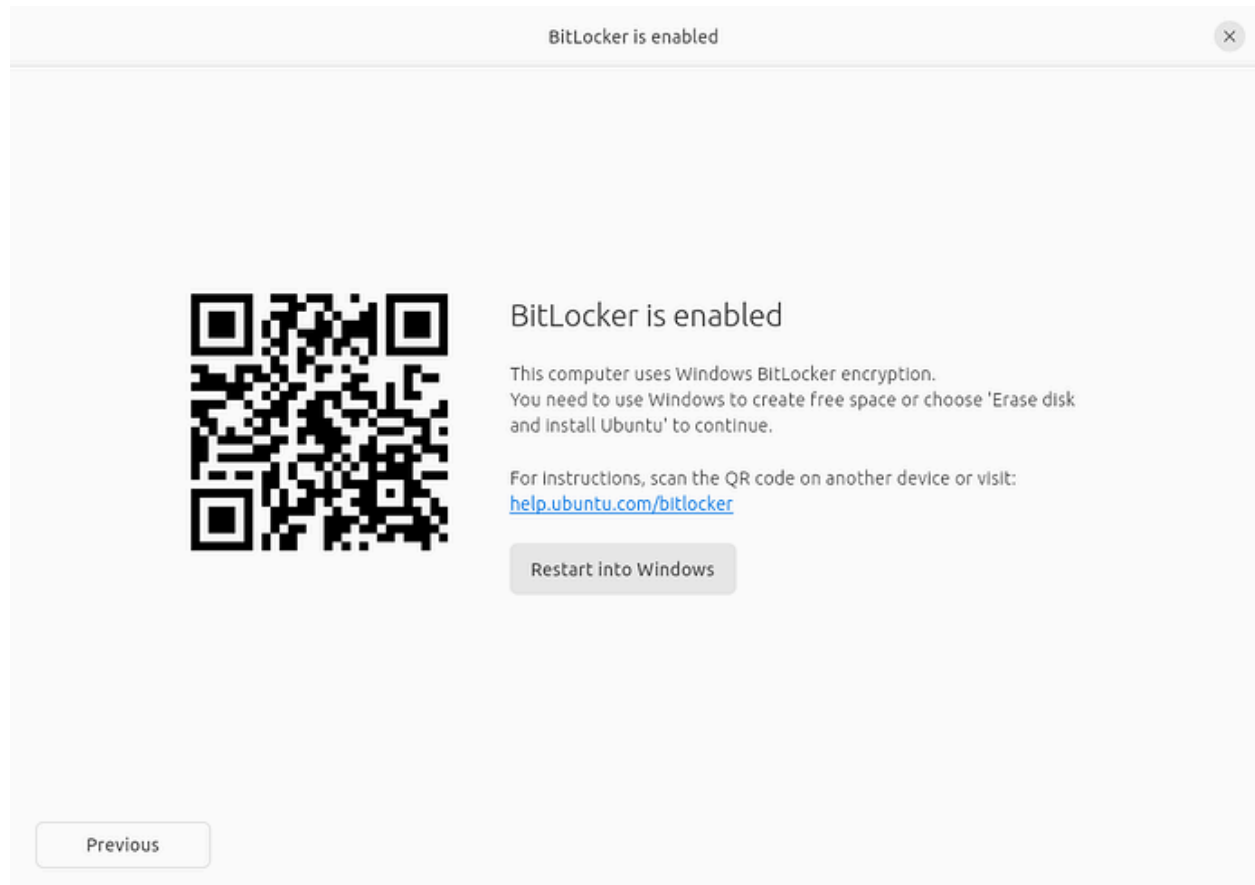 BitLocker is enabled
BitLocker is enabled
This computer uses Windows BitLocker encryption.
You need to use Windows to create free space or choose 'Erase disk
and install Ubuntu' to continue.
For instructions, scan the QR code on another device or visit:
help.ubuntu.com/bitlocker
Restart into Windows
Previous